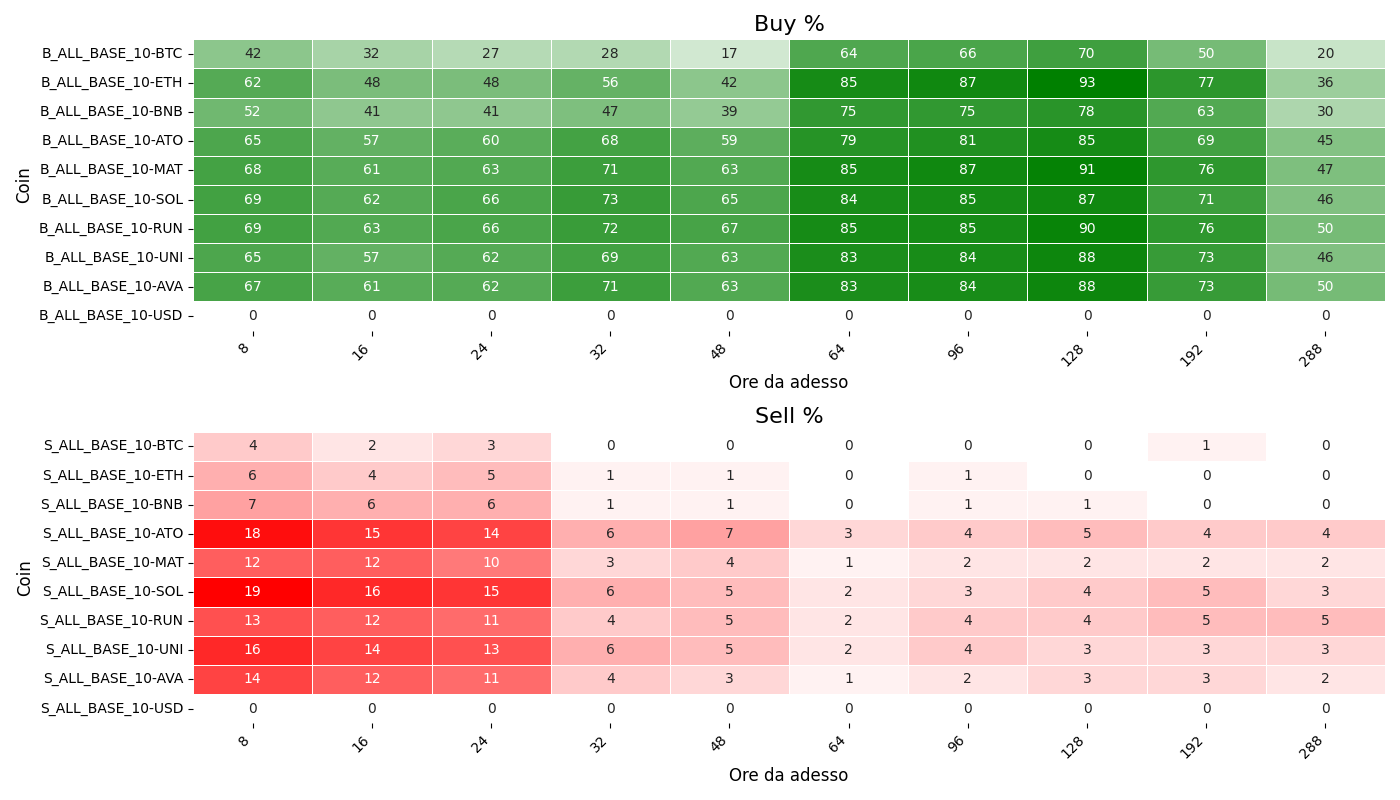 Buy %
Coin
B_ALL_BASE_10-BTC 42 32 27 28 17 64 66 70 50 20
B_ALL_BASE_10-ETH 62 48 48 56 42 85 87 93 77 36
B_ALL_BASE_10-BNB 52 41 41 47 39 75 75 78 63 30
B_ALL_BASE_10-ATO 65 57 60 68 59 79 81 85 69 45
B_ALL_BASE_10-MAT 68 61 63 71 63 85 87 91 76 47
B_ALL_BASE_10-SOL 69 62 66 73 65 84 85 87 71 46
B_ALL_BASE_10-RUN 69 63 66 72 67 85 85 90 76 50
B_ALL_BASE_10-UNI 65 57 62 69 63 83 84 88 73 46
B_ALL_BASE_10-AVA 67 61 62 71 63 83 84 88 73 50
B_ALL_BASE_10-USD 0 0 0 0 0 0 0 0 0 0
8 16 24 32 48 64 96 128 192 288
Ore da adesso
Sell %
Coin
S_ALL_BASE_10-BTC 4 2 3 0 0 0 0 0 1 0
S_ALL_BASE_10-ETH 6 4 5 1 1 0 1 0 0 0
S_ALL_BASE_10-BNB 7 6 6 1 1 0 1 1 0 0
S_ALL_BASE_10-ATO 18 15 14 6 7 3 4 5 4 4
S_ALL_BASE_10-MAT 12 12 10 3 4 1 2 2 2 2
S_ALL_BASE_10-SOL 19 16 15 6 5 2 3 4 5 3
S_ALL_BASE_10-RUN 13 12 11 4 5 2 4 4 5 5
S_ALL_BASE_10-UNI 16 14 13 6 5 2 4 3 3 3
S_ALL_BASE_10-AVA 14 12 11 4 3 1 2 3 3 2
S_ALL_BASE_10-USD 0 0 0 0 0 0 0 0 0 0
8 16 24 32 48 64 96 128 192 288
Ore da adesso